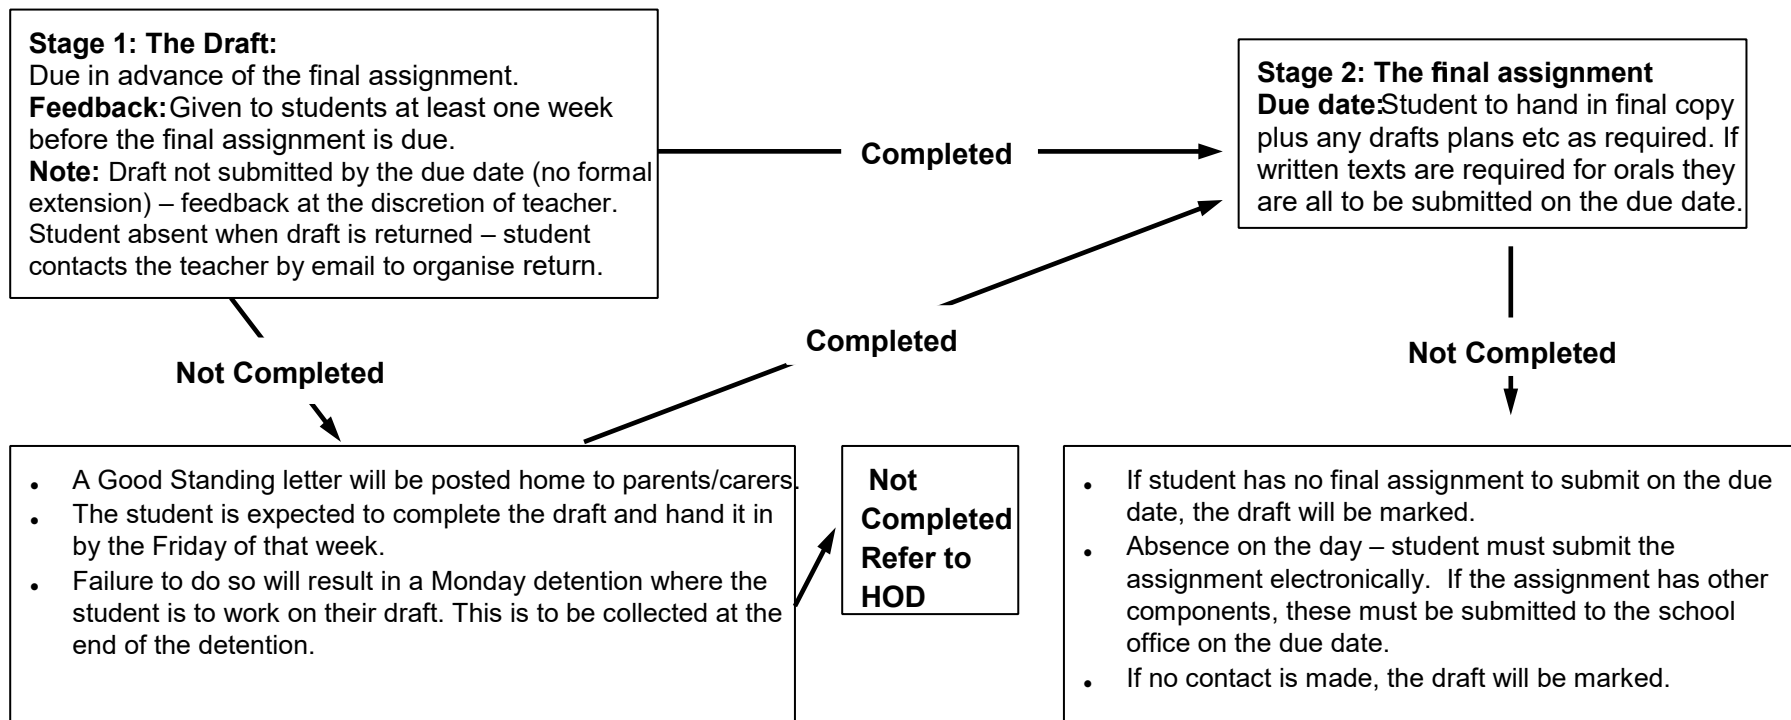 Stage 1: The Draft:
Due in advance of the final assignment.
Feedback: Given to students at least one week
before the final assignment is due.
Note: Draft not submitted by the due date (no formal
extension) – feedback at the discretion of teacher.
Student absent when draft is returned – student
contacts the teacher by email to organise return.
Completed
Stage 2: The final assignment
Due date:Student to hand in final copy
plus any drafts plans etc as required. If
written texts are required for orals they
are all to be submitted on the due date.
Not Completed
Completed
Not Completed
• A Good Standing letter will be posted home to parents/carers.
• The student is expected to complete the draft and hand it in
by the Friday of that week.
• Failure to do so will result in a Monday detention where the
student is to work on their draft. This is to be collected at the
end of the detention.
Not
Completed
Refer to
HOD
• If student has no final assignment to submit on the due
date, the draft will be marked.
• Absence on the day – student must submit the
assignment electronically. If the assignment has other
components, these must be submitted to the school
office on the due date.
• If no contact is made, the draft will be marked.